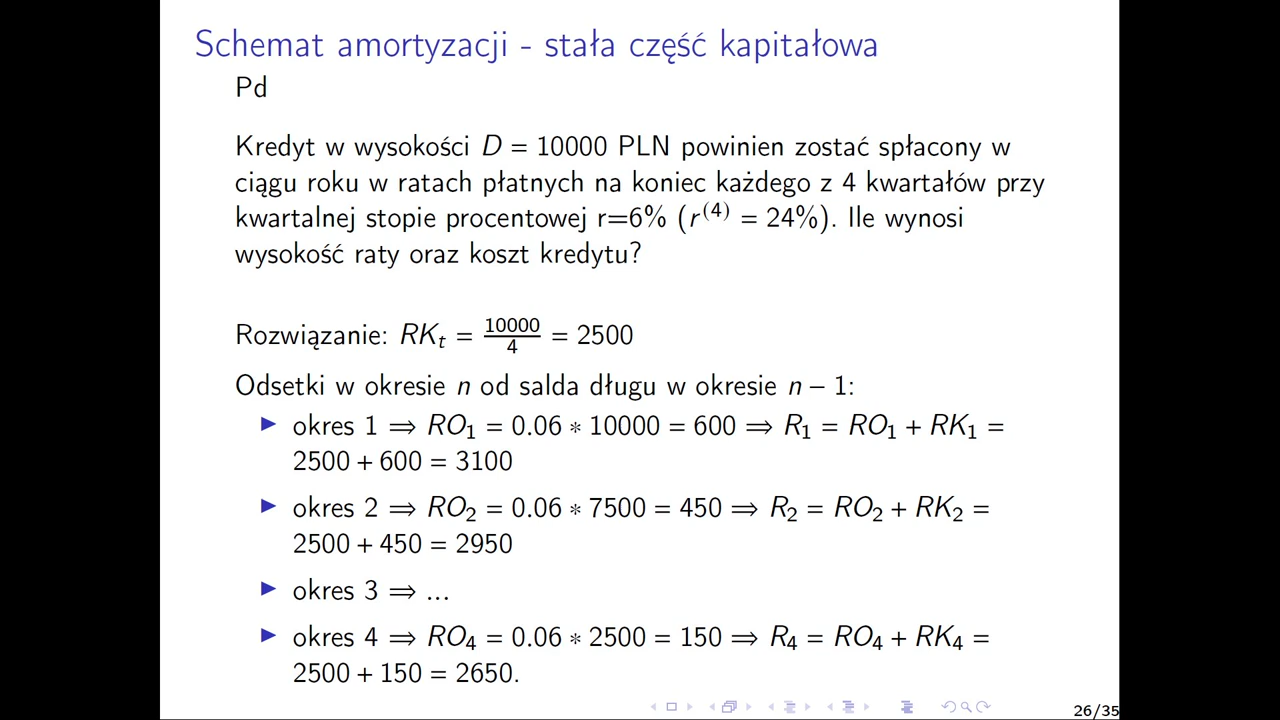 Schemat amortyzacji - stała część kapitałowa
Pd
Kredyt w wysokości D = 10000 PLN powinien zostać spłacony w
ciągu roku w ratach płatnych na koniec każdego z 4 kwartałów przy
kwartalnej stopie procentowej r=6% (r⁽⁴⁾ = 24%). Ile wynosi
wysokość raty oraz koszt kredytu?
Rozwiązanie: RKₜ = 10000/4 = 2500
Odsetki w okresie n od salda długu w okresie n – 1:
▶ okres 1 ⇒ RO₁ = 0.06 * 10000 = 600 ⇒ R₁ = RO₁ + RK₁ =
2500 + 600 = 3100
▶ okres 2 ⇒ RO₂ = 0.06 * 7500 = 450 ⇒ R₂ = RO₂ + RK₂ =
2500 + 450 = 2950
▶ okres 3 ⇒ ...
▶ okres 4 ⇒ RO₄ = 0.06 * 2500 = 150 ⇒ R₄ = RO₄ + RK₄ =
2500 + 150 = 2650.
26/35